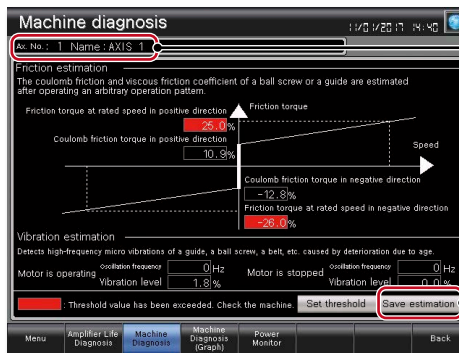 Machine diagnosis
11/01/2017 14:40
Ax. No.: 1 Name:AXIS 1
Friction estimation
The coulomb friction and viscous friction coefficient of a ball screw or a guide are estimated
after operating an arbitrary operation pattern.
Friction torque at rated speed in positive direction
Friction torque
25.0%
Coulomb friction torque in positive direction
10.9%
Speed
Coulomb friction torque in negative direction
-12.8%
Friction torque at rated speed in negative direction
-26.0%
Vibration estimation
Detects high-frequency micro vibrations of a guide, a ball screw, a belt, etc. caused by deterioration due to age.
Motor is operating Oscillation frequency 0 Hz Motor is stopped Oscillation frequency 0 Hz
Vibration level 1.8 % Vibration level 0.0 %
: Threshold value has been exceeded. Check the machine. Set threshold Save estimation
Menu Amplifier Life Diagnosis Machine Diagnosis Machine Diagnosis (Graph) Power Monitor Back